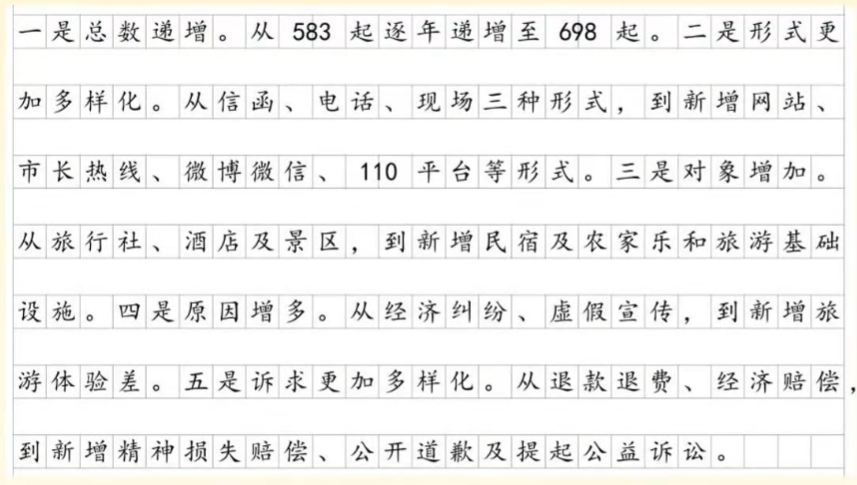 一是总数递增。从 583 起逐年递增至 698 起。二是形式更
加多样化。从信函、电话、现场三种形式，到新增网站、
市长热线、微博微信、 110 平台等形式。三是对象增加。
从旅行社、酒店及景区，到新增民宿及农家乐和旅游基础
设施。四是原因增多。从经济纠纷、虚假宣传，到新增旅
游体验差。五是诉求更加多样化。从退款退费、经济赔偿，
到新增精神损失赔偿、公开道歉及提起公益诉讼。